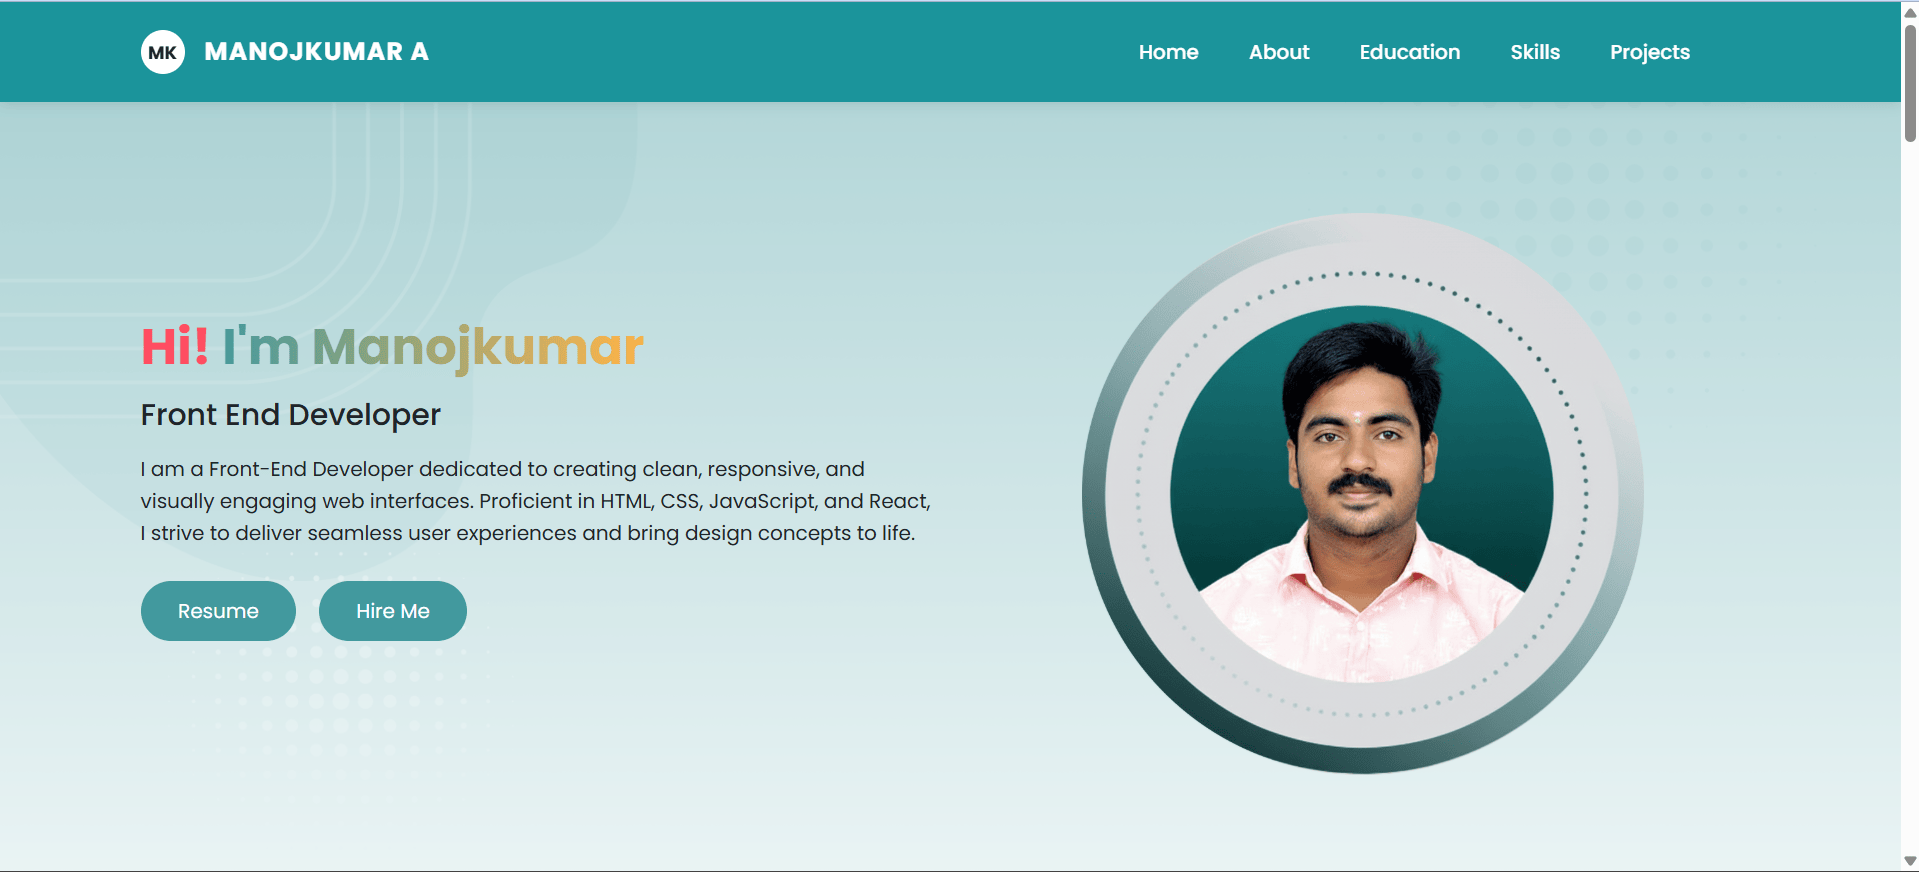 MK MANOJKUMAR A Home About Education Skills Projects
Hi! I'm Manojkumar
Front End Developer
I am a Front-End Developer dedicated to creating clean, responsive, and
visually engaging web interfaces. Proficient in HTML, CSS, JavaScript, and React,
I strive to deliver seamless user experiences and bring design concepts to life.
Resume Hire Me